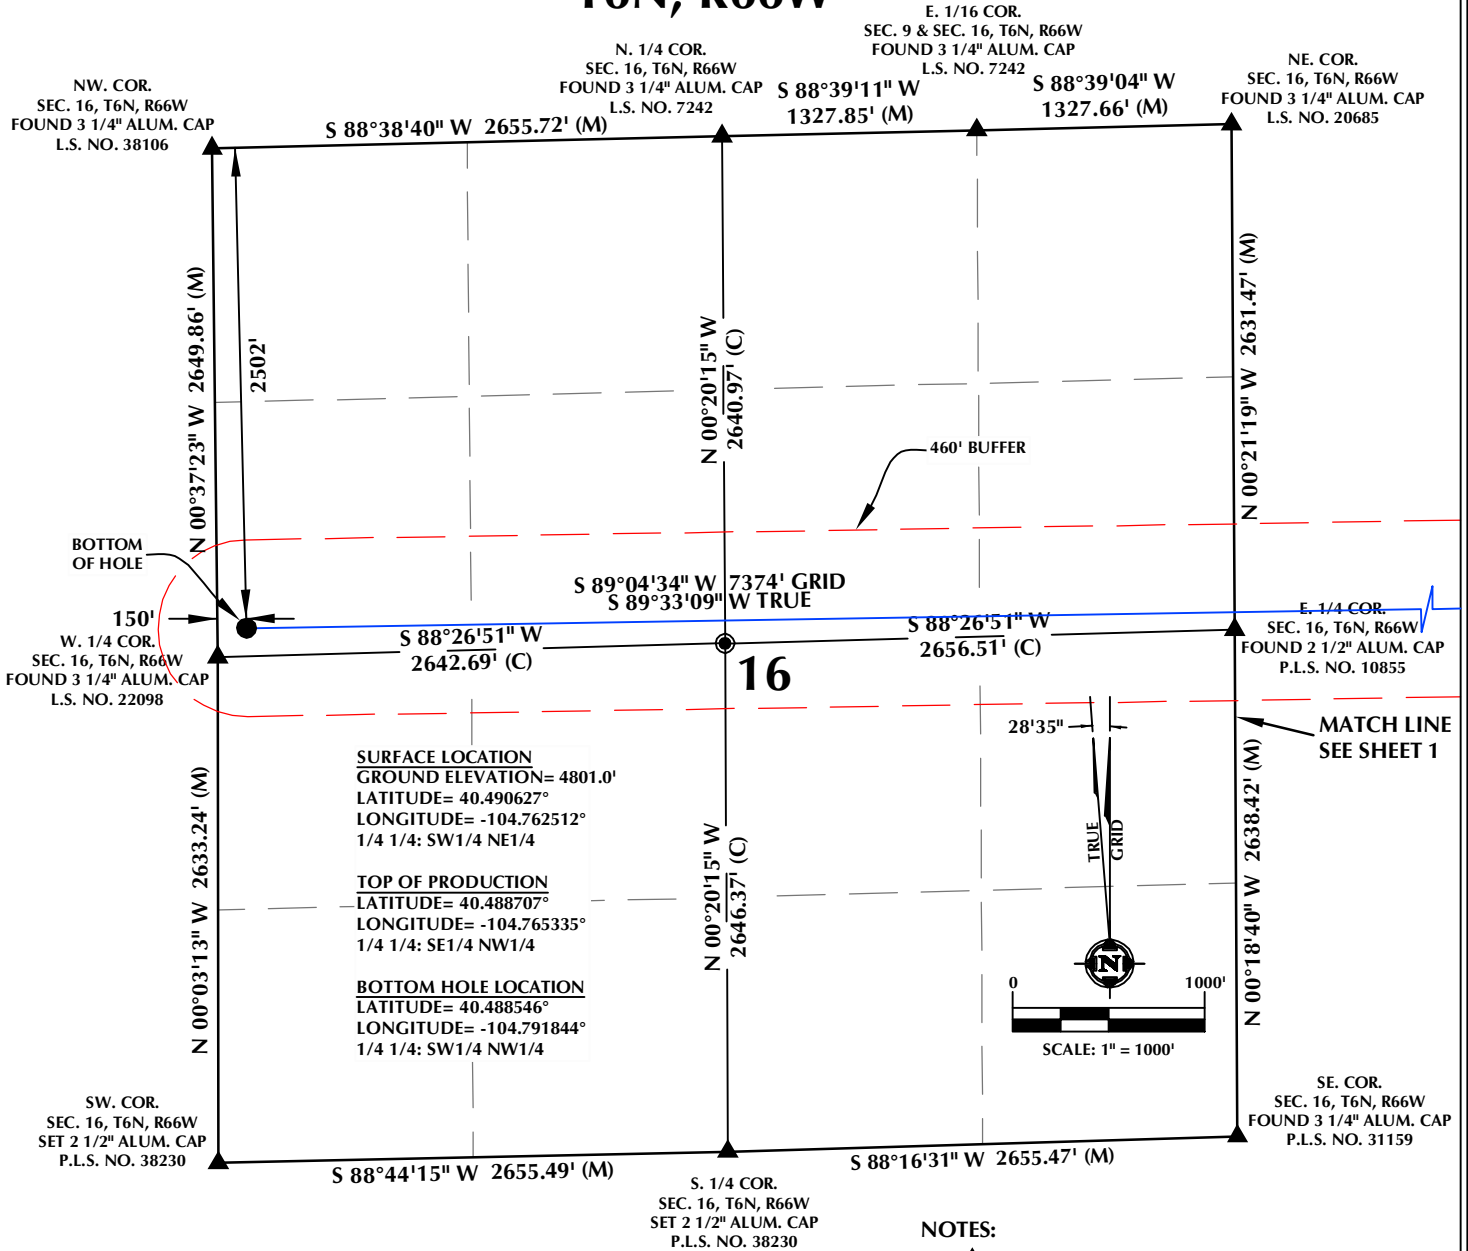 T6N, R66W
E. 1/16 COR.
SEC. 9 & SEC. 16, T6N, R66W
FOUND 3 1/4" ALUM. CAP
L.S. NO. 7242
N. 1/4 COR.
SEC. 16, T6N, R66W
FOUND 3 1/4" ALUM. CAP
L.S. NO. 7242
NE. COR.
SEC. 16, T6N, R66W
FOUND 3 1/4" ALUM. CAP
L.S. NO. 20685
NW. COR.
SEC. 16, T6N, R66W
FOUND 3 1/4" ALUM. CAP
L.S. NO. 38106
S 88°38'40" W 2655.72' (M)
S 88°39'11" W
1327.85' (M)
S 88°39'04" W
1327.66' (M)
N 00°37'23" W 2649.86' (M)
2502'
N 00°20'15" W
2640.97' (C)
N 00°21'19" W 2631.47' (M)
460' BUFFER
BOTTOM
OF HOLE
150'
S 89°04'34" W 7374' GRID
S 89°33'09" W TRUE
W. 1/4 COR.
SEC. 16, T6N, R66W
FOUND 3 1/4" ALUM. CAP
L.S. NO. 22098
S 88°26'51" W
2642.69' (C)
S 88°26'51" W
2656.51' (C)
E. 1/4 COR.
SEC. 16, T6N, R66W
FOUND 2 1/2" ALUM. CAP
P.L.S. NO. 10855
16
MATCH LINE
SEE SHEET 1
28'35"
TRUE
GRID
N
0 1000'
SCALE: 1" = 1000'
SURFACE LOCATION
GROUND ELEVATION= 4801.0'
LATITUDE= 40.490627°
LONGITUDE= -104.762512°
1/4 1/4: SW1/4 NE1/4
TOP OF PRODUCTION
LATITUDE= 40.488707°
LONGITUDE= -104.765335°
1/4 1/4: SE1/4 NW1/4
BOTTOM HOLE LOCATION
LATITUDE= 40.488546°
LONGITUDE= -104.791844°
1/4 1/4: SW1/4 NW1/4
N 00°03'13" W 2633.24' (M)
N 00°20'15" W
2646.37' (C)
N 00°18'40" W 2638.42' (M)
SW. COR.
SEC. 16, T6N, R66W
SET 2 1/2" ALUM. CAP
P.L.S. NO. 38230
S 88°44'15" W 2655.49' (M)
S 88°16'31" W 2655.47' (M)
SE. COR.
SEC. 16, T6N, R66W
FOUND 3 1/4" ALUM. CAP
P.L.S. NO. 31159
S. 1/4 COR.
SEC. 16, T6N, R66W
SET 2 1/2" ALUM. CAP
P.L.S. NO. 38230
NOTES: